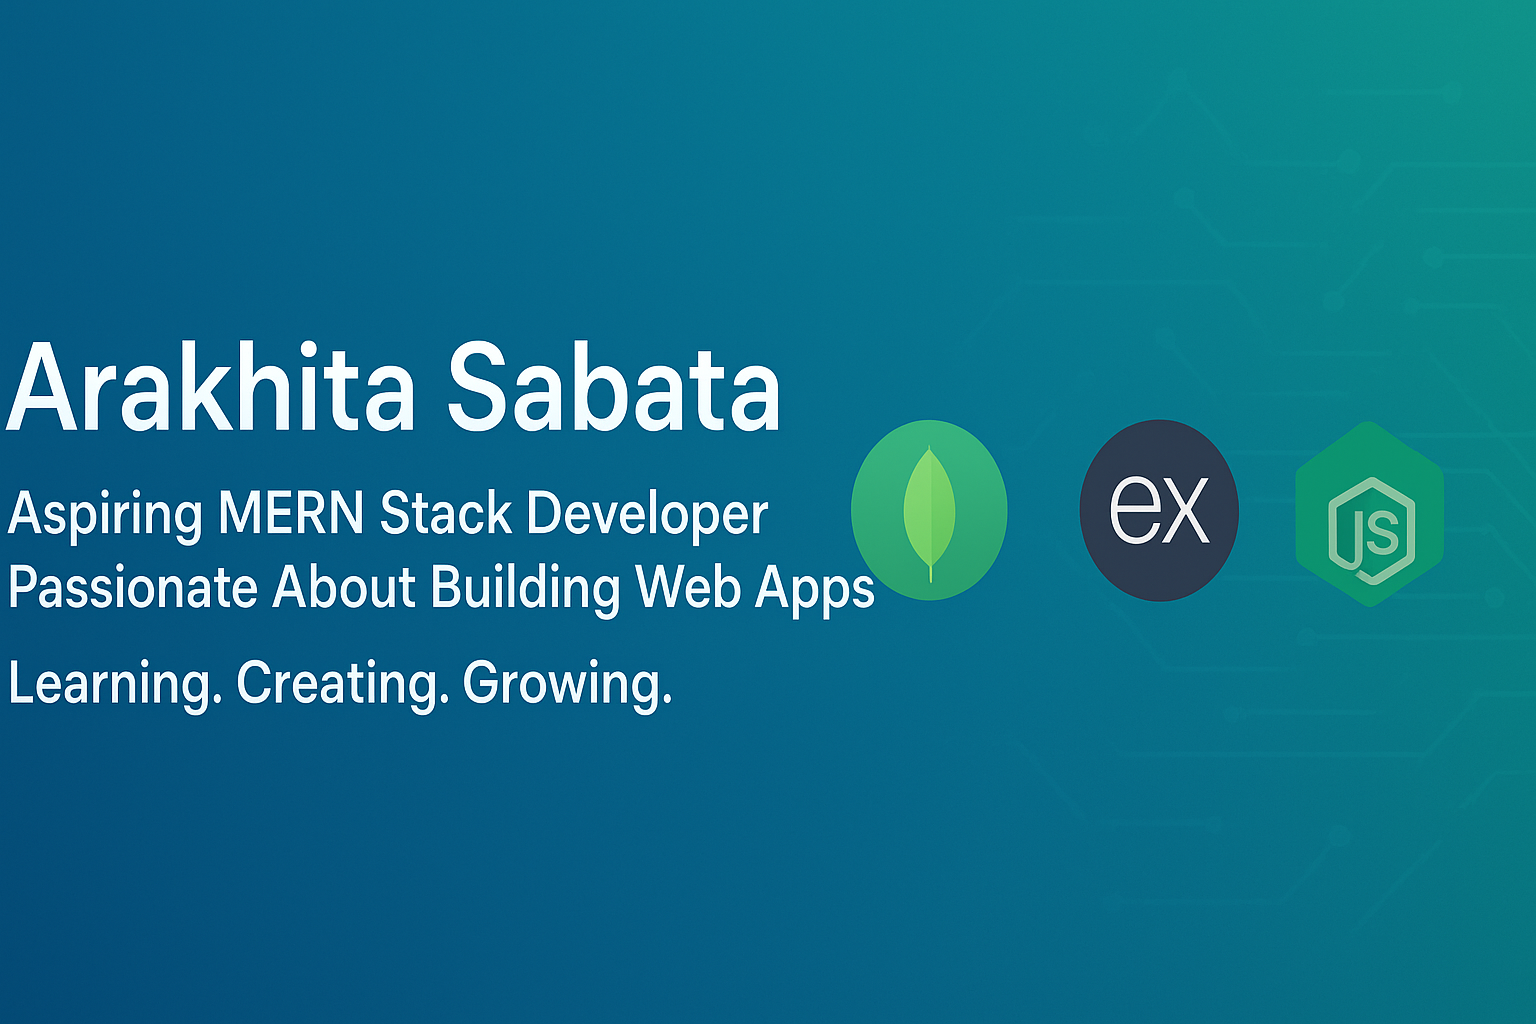 Arakhita Sabata
Aspiring MERN Stack Developer
Passionate About Building Web Apps
Learning. Creating. Growing.
ex
JS